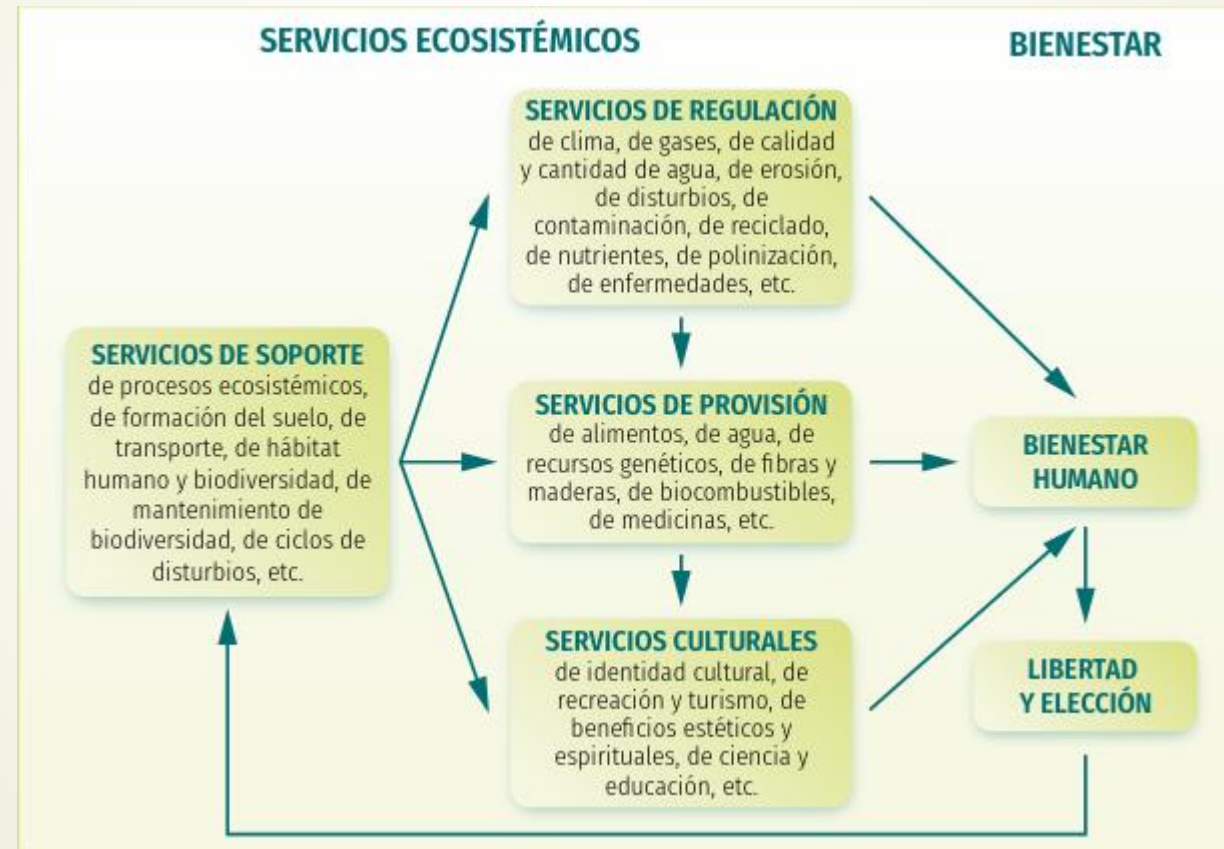 SERVICIOS ECOSISTÉMICOS
BIENESTAR
SERVICIOS DE REGULACIÓN
de clima, de gases, de calidad
y cantidad de agua, de erosión,
de disturbios, de
contaminación, de reciclado,
de nutrientes, de polinización,
de enfermedades, etc.
SERVICIOS DE SOPORTE
de procesos ecosistémicos,
de formación del suelo, de
transporte, de hábitat
humano y biodiversidad, de
mantenimiento de
biodiversidad, de ciclos de
disturbios, etc.
SERVICIOS DE PROVISIÓN
de alimentos, de agua, de
recursos genéticos, de fibras y
maderas, de biocombustibles,
de medicinas, etc.
SERVICIOS CULTURALES
de identidad cultural, de
recreación y turismo, de
beneficios estéticos y
espirituales, de ciencia y
educación, etc.
BIENESTAR
HUMANO
LIBERTAD
Y ELECCIÓN